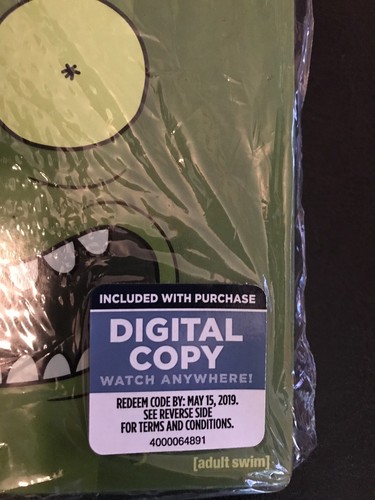 INCLUDED WITH PURCHASE
DIGITAL
COPY
WATCH ANYWHERE!
REDEEM CODE BY: MAY 15, 2019.
SEE REVERSE SIDE
FOR TERMS AND CONDITIONS.
4000064891
[adult swim]